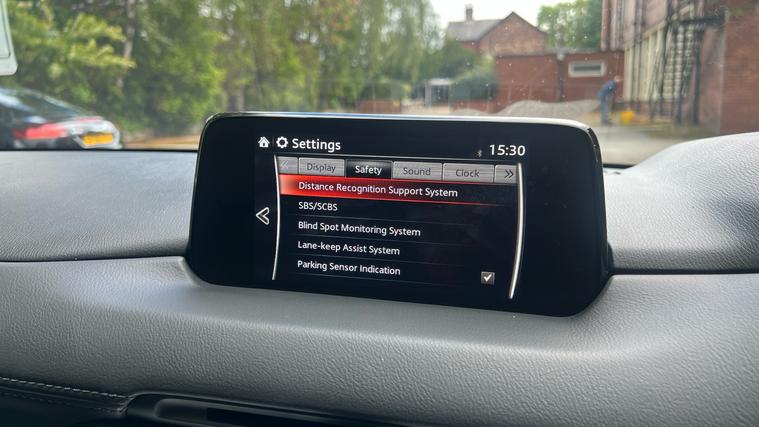 Settings
15:30
Display
Safety
Sound
Clock
Distance Recognition Support System
SBS/SCBS
Blind Spot Monitoring System
Lane-keep Assist System
Parking Sensor Indication